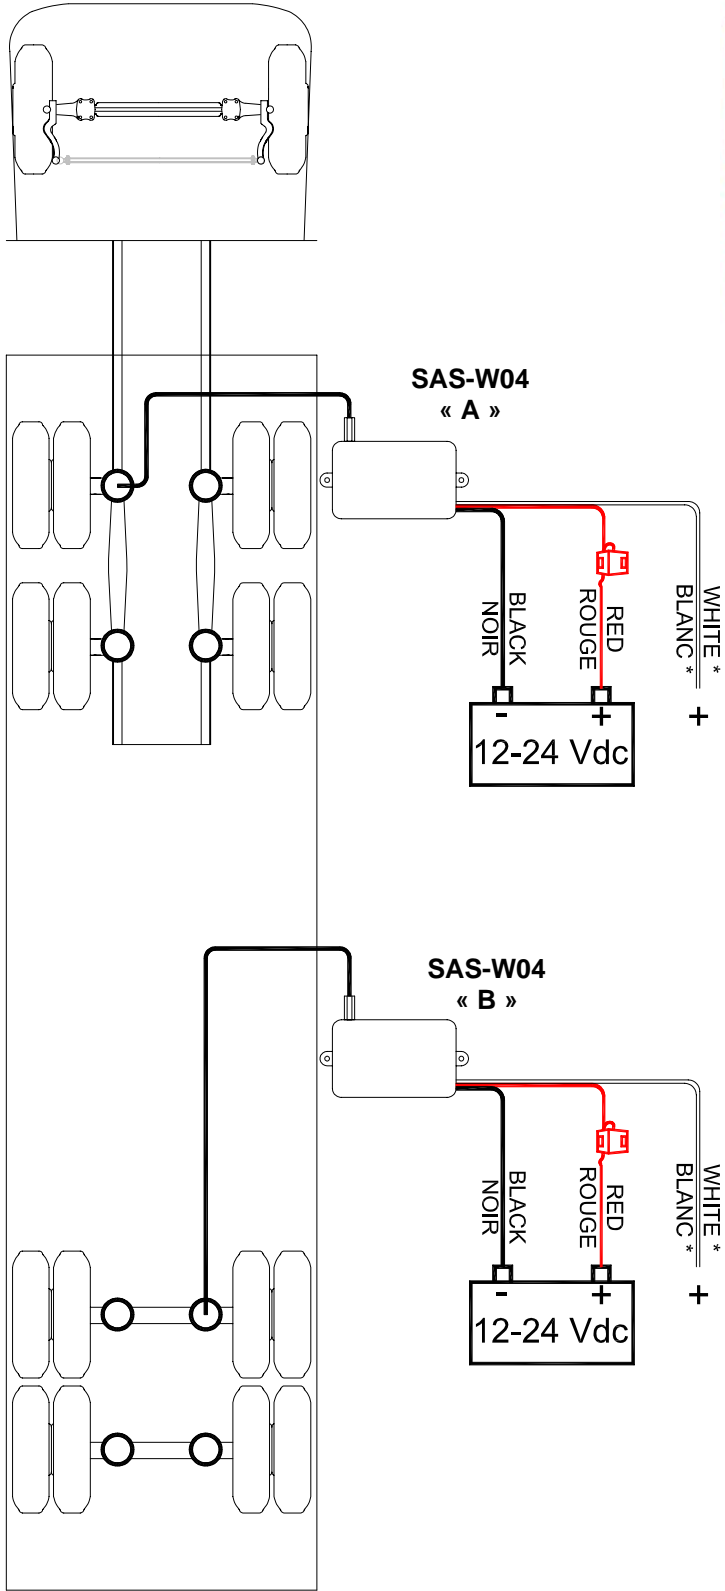 SAS-W04
« A »
WHITE *
BLANC *
RED
ROUGE
BLACK
NOIR
- + +
12-24 Vdc
SAS-W04
« B »
WHITE *
BLANC *
RED
ROUGE
BLACK
NOIR
- + +
12-24 Vdc